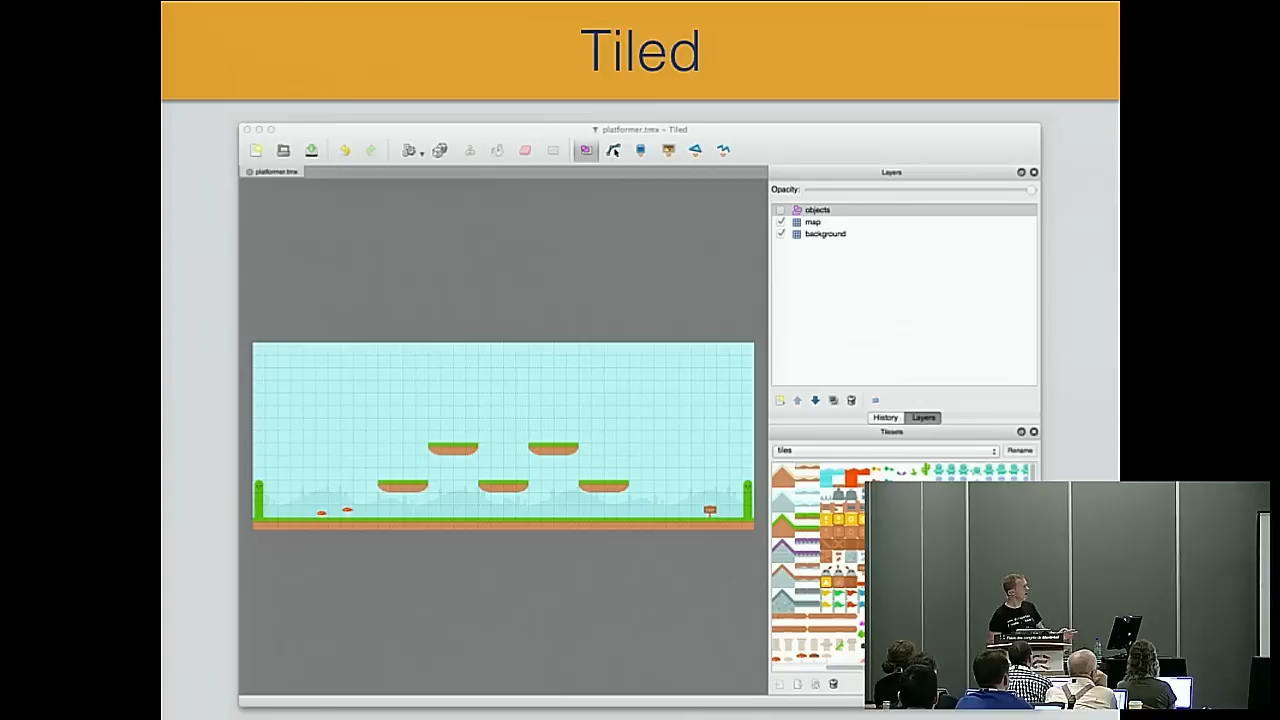 Tiled
platformer.tmx – Tiled
platformer.tmx
Layers
Opacity:
objects
map
background
History
Layers
Tilesets
tiles
Rename